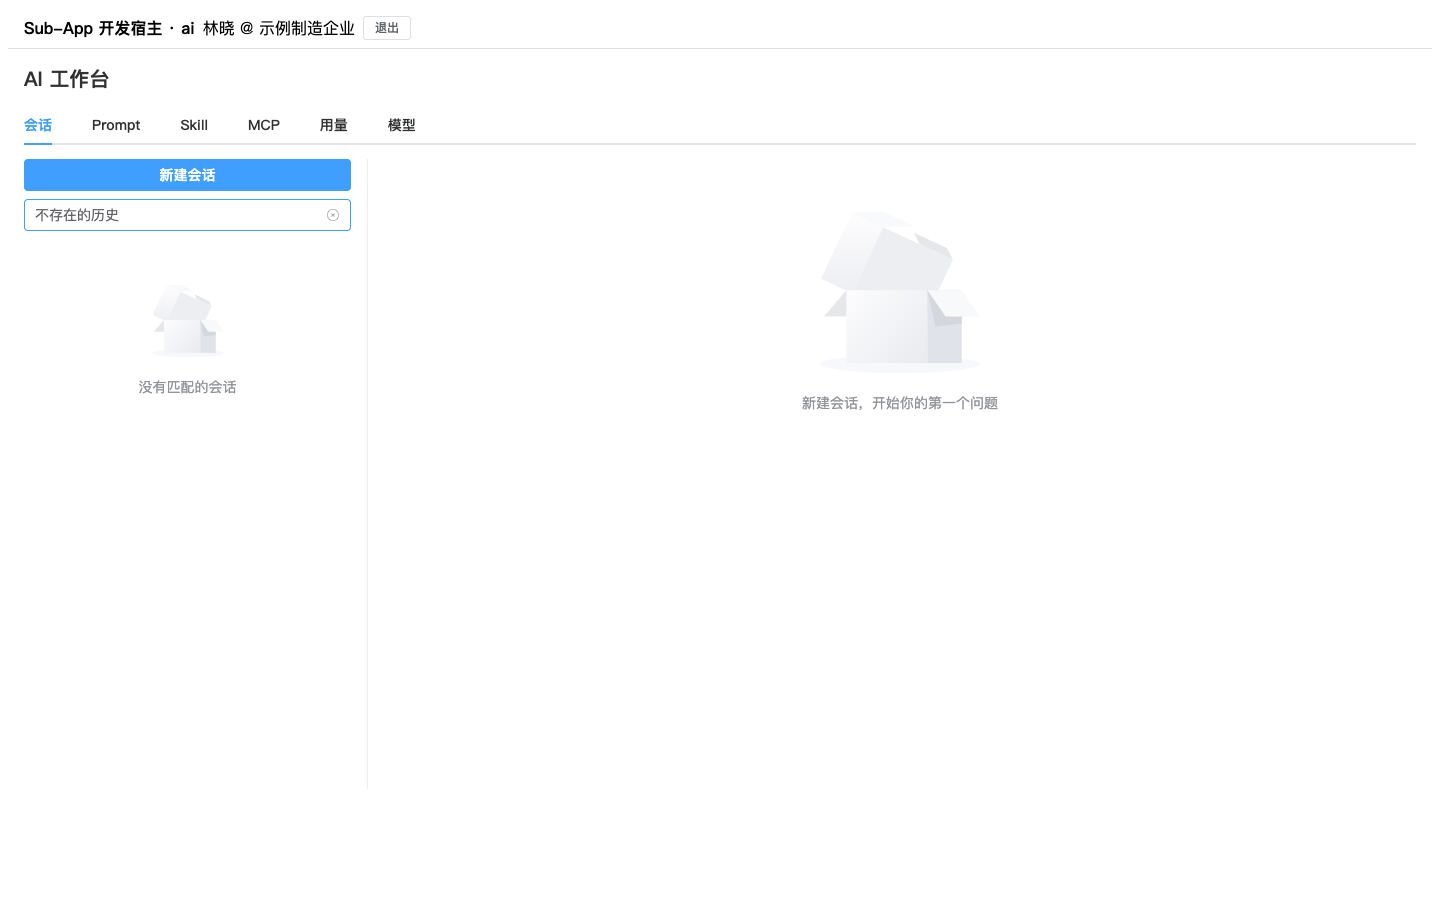 Sub-App 开发宿主 · ai 林晓 @ 示例制造企业 退出
AI 工作台
会话 Prompt Skill MCP 用量 模型
新建会话
不存在的历史
没有匹配的会话
新建会话，开始你的第一个问题